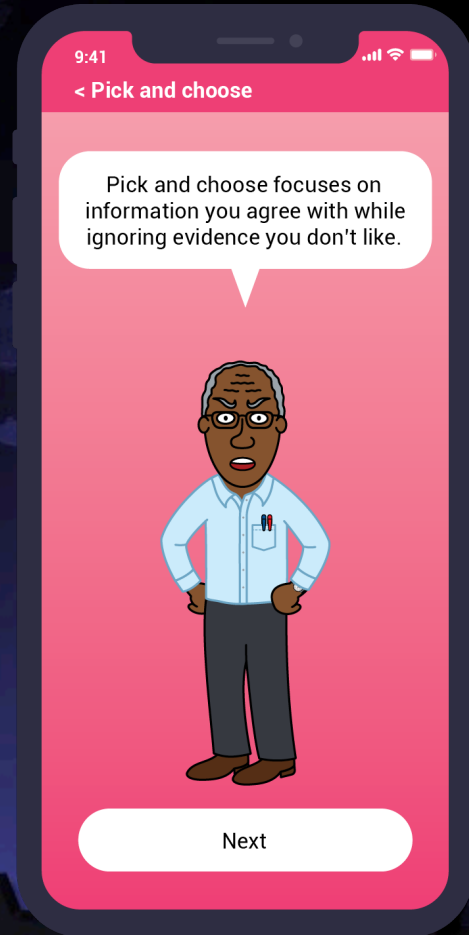 9:41
< Pick and choose
Pick and choose focuses on
information you agree with while
ignoring evidence you don't like.
Next